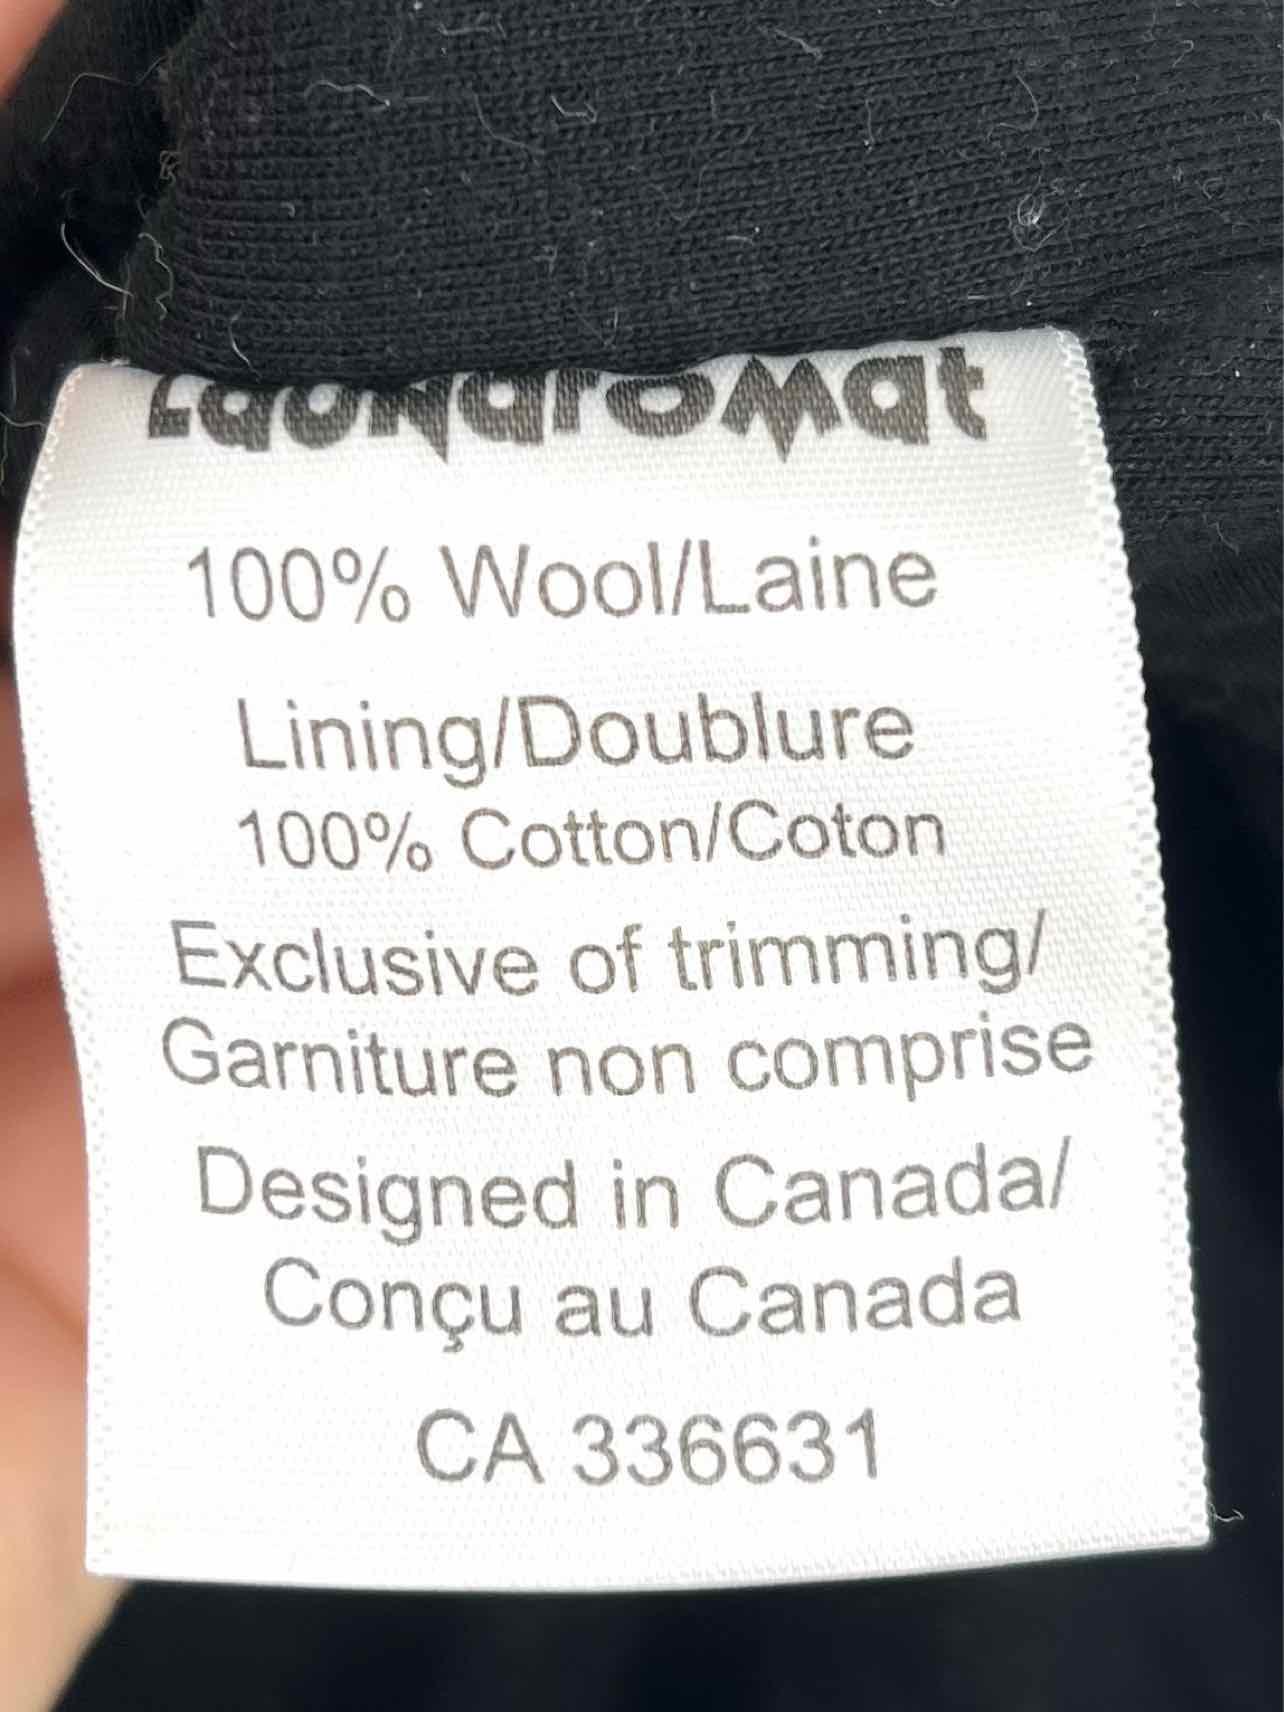 Laundromat
100% Wool/Laine
Lining/Doublure
100% Cotton/Coton
Exclusive of trimming/
Garniture non comprise
Designed in Canada/
Conçu au Canada
CA 336631